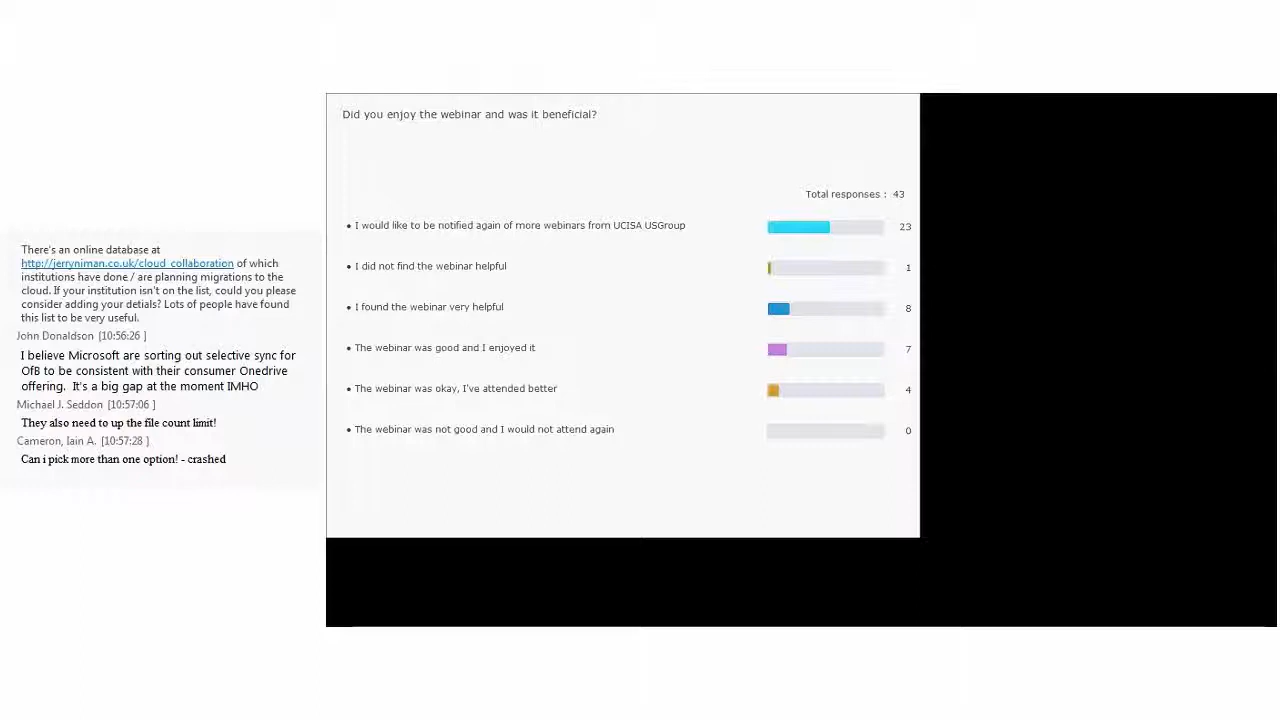 There's an online database at
http://jerryniman.co.uk/cloud_collaboration of which
institutions have done / are planning migrations to the
cloud. If your institution isn't on the list, could you please
consider adding your detials? Lots of people have found
this list to be very useful.
John Donaldson [10:56:26 ]
I believe Microsoft are sorting out selective sync for
OfB to be consistent with their consumer Onedrive
offering.  It's a big gap at the moment IMHO
Michael J. Seddon [10:57:06 ]
They also need to up the file count limit!
Cameron, Iain A. [10:57:28 ]
Can i pick more than one option! - crashed
Did you enjoy the webinar and was it beneficial?
Total responses : 43
• I would like to be notified again of more webinars from UCISA USGroup 23
• I did not find the webinar helpful 1
• I found the webinar very helpful 8
• The webinar was good and I enjoyed it 7
• The webinar was okay, I've attended better 4
• The webinar was not good and I would not attend again 0